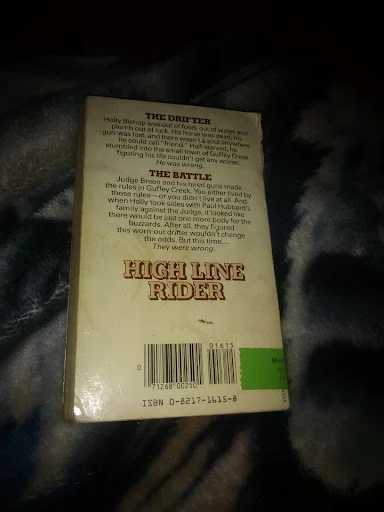 THE DRIFTER
Holly Bishop was out of food, out of water, and
plumb out of luck. His horse was dead, his
gun was lost, and there wasn't a soul anywhere
he could call "friend." Half-starved, he
stumbled into the small town of Guffey Creek
figuring his life couldn't get any worse.
He was wrong.
THE BATTLE
Judge Breen and his hired guns made
the rules in Guffey Creek. You either lived by
those rules—or you didn't live at all. And
when Holly took sides with Paul Hubbard's
family against the Judge, it looked like
there would be just one more body for the
buzzards. After all, they figured
this worn-out drifter wouldn't change
the odds. But this time...
They were wrong.
HIGH LINE
RIDER
01615
0
71268 00250
ISBN 0-8217-1615-8